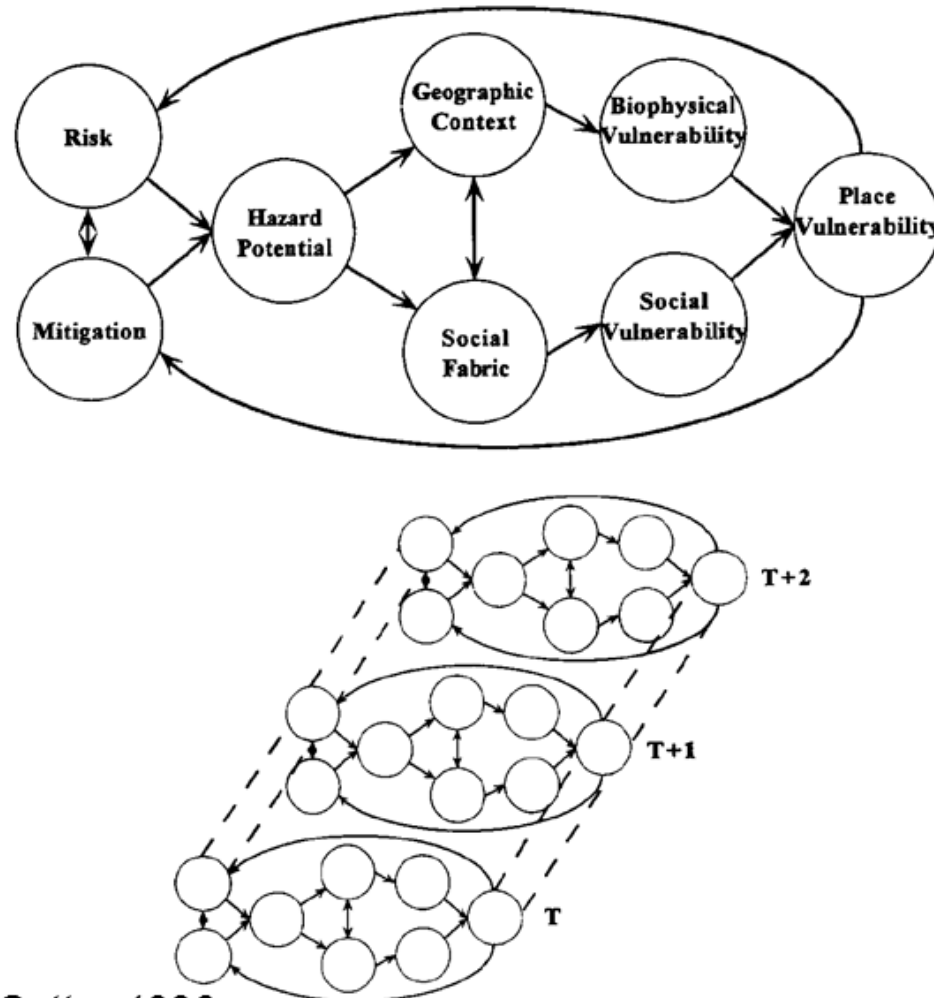 Risk
Mitigation
Hazard
Potential
Geographic
Context
Social
Fabric
Biophysical
Vulnerability
Social
Vulnerability
Place
Vulnerability
T+2
T+1
T